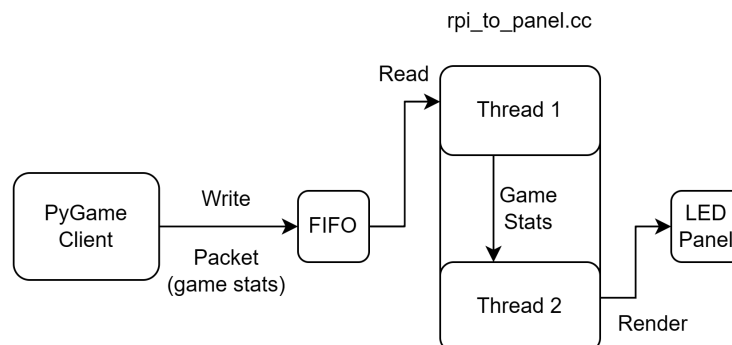 rpi_to_panel.cc
Read
Thread 1
PyGame
Client
Write
FIFO
Packet
(game stats)
Game
Stats
LED
Panel
Thread 2
Render